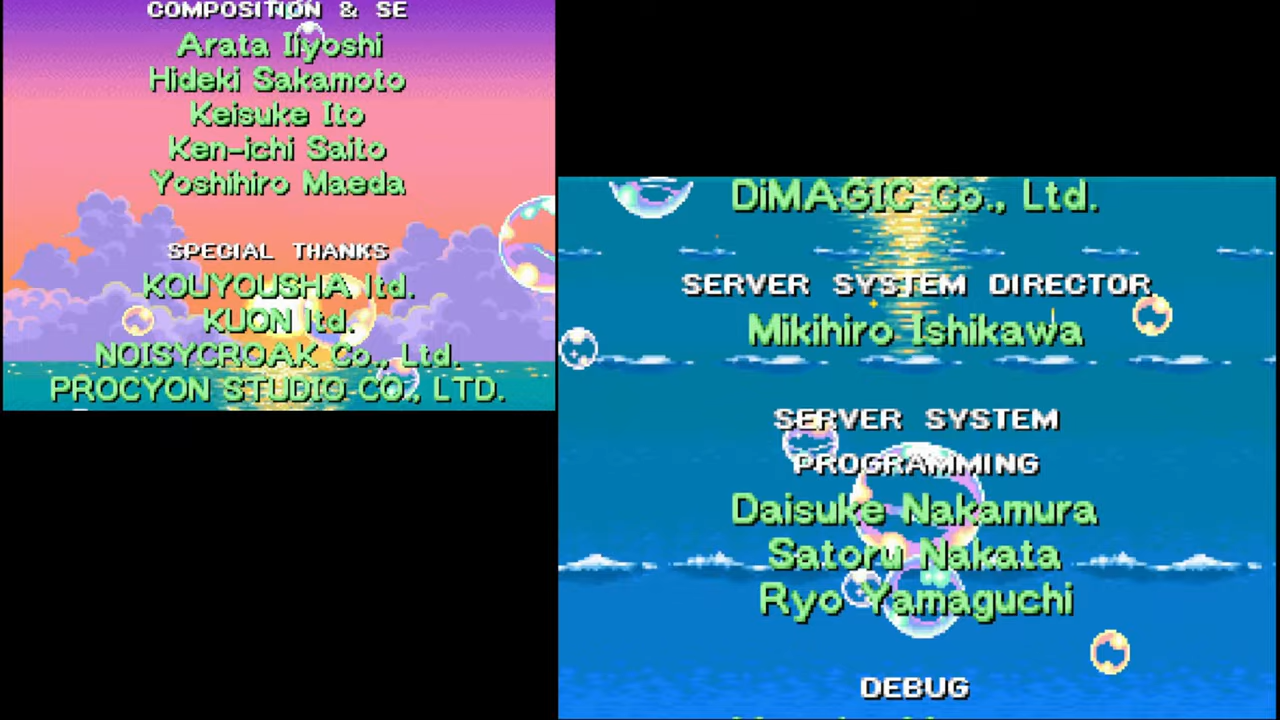 COMPOSITION & SE
Arata Iiyoshi
Hideki Sakamoto
Keisuke Ito
Ken-ichi Saito
Yoshihiro Maeda
SPECIAL THANKS
KOUYOUSHA ltd.
KUON ltd.
NOISYCROAK Co., Ltd.
PROCYON STUDIO CO., LTD.
DiMAGIC Co., Ltd.
SERVER SYSTEM DIRECTOR
Mikihiro Ishikawa
SERVER SYSTEM
PROGRAMMING
Daisuke Nakamura
Satoru Nakata
Ryo Yamaguchi
DEBUG